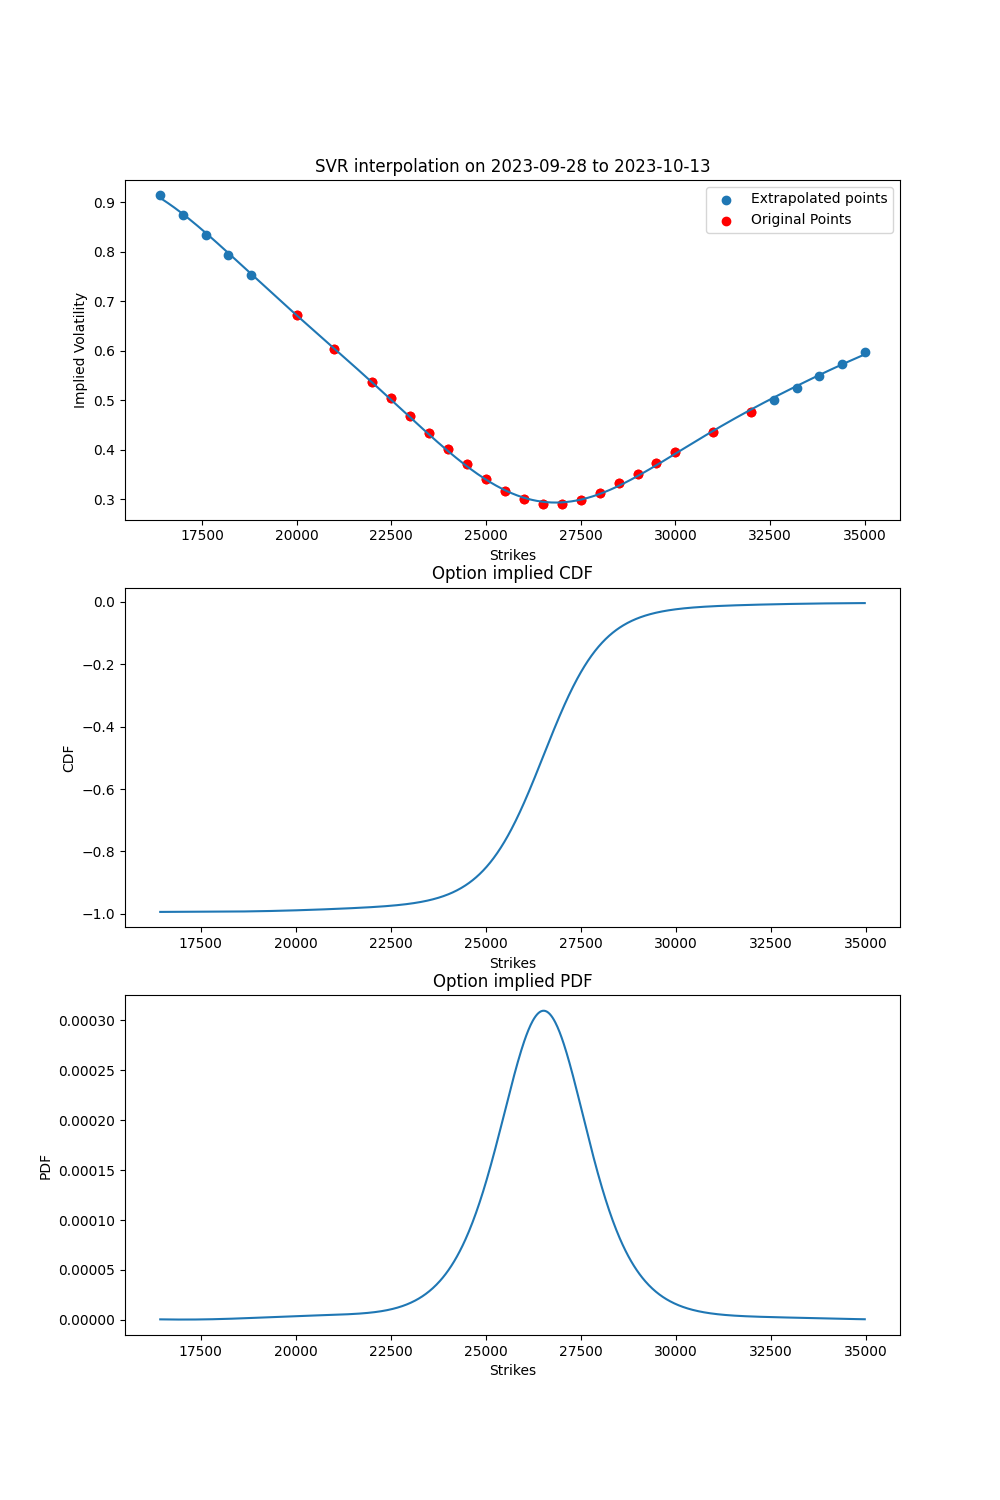 SVR interpolation on 2023-09-28 to 2023-10-13
0.9
0.8
0.7
0.6
0.5
0.4
0.3
Implied Volatility
Extrapolated points
Original Points
17500 20000 22500 25000 27500 30000 32500 35000
Strikes
Option implied CDF
0.0
−0.2
−0.4
−0.6
−0.8
−1.0
CDF
17500 20000 22500 25000 27500 30000 32500 35000
Strikes
Option implied PDF
0.00030
0.00025
0.00020
0.00015
0.00010
0.00005
0.00000
PDF
17500 20000 22500 25000 27500 30000 32500 35000
Strikes